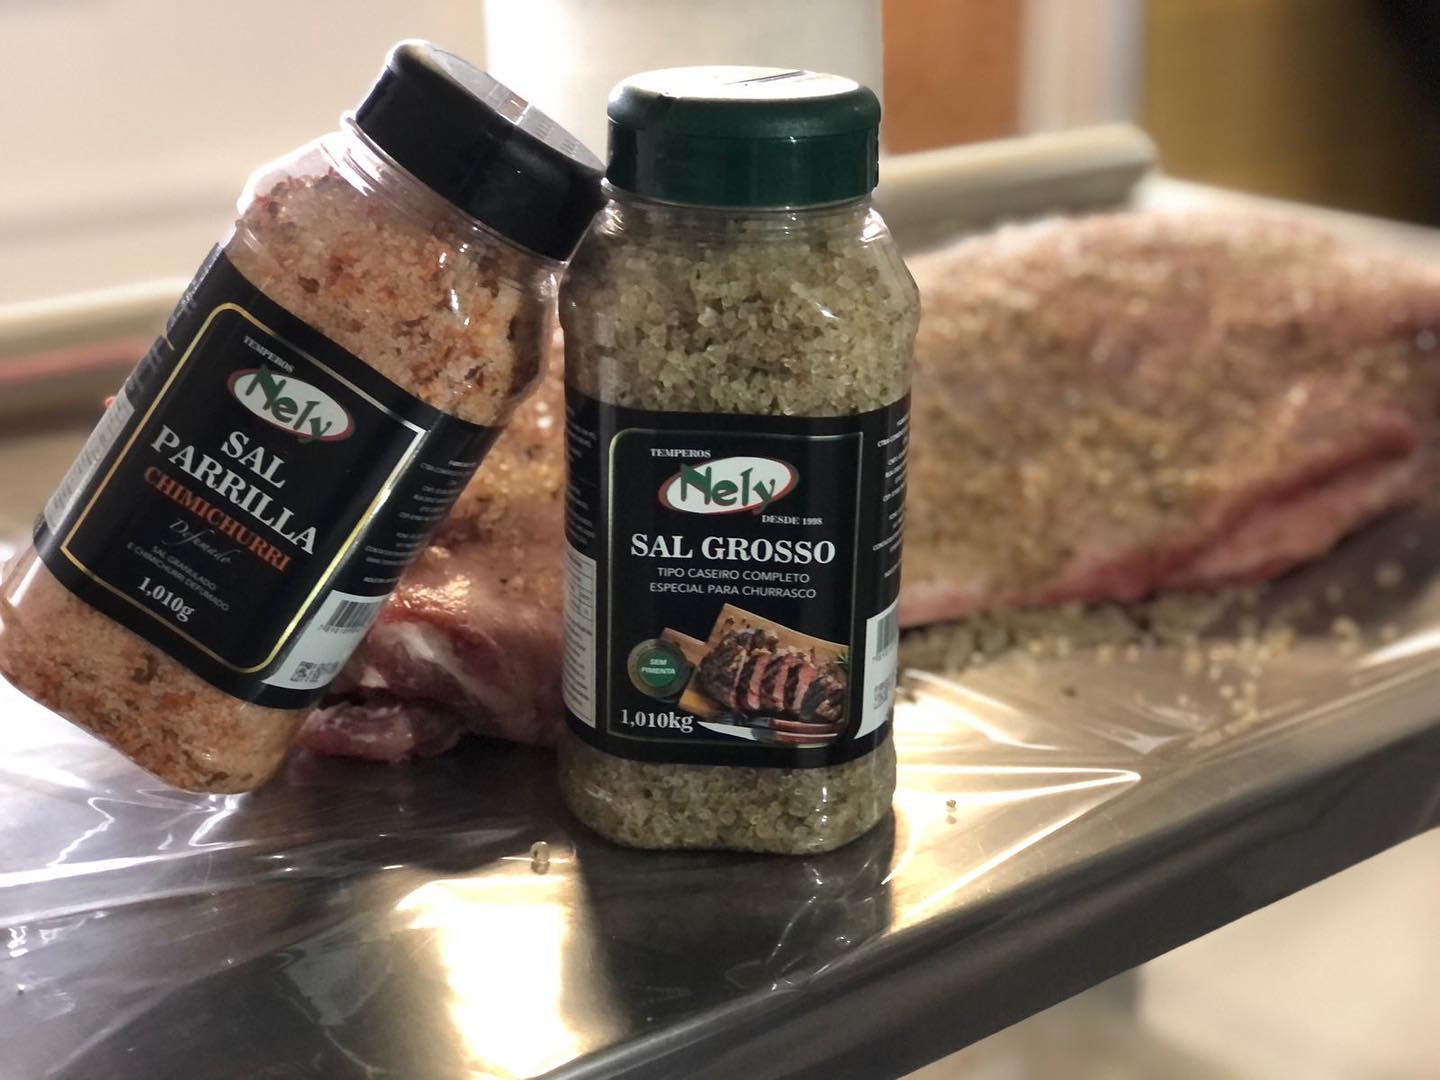 TEMPEROS
Nely
SAL
PARRILLA
CHIMICHURRI
Defumado
SAL GRANULADO
E CHIMICHURRI DEFUMADO
1,010g
TEMPEROS
Nely
DESDE 1998
SAL GROSSO
TIPO CASEIRO COMPLETO
ESPECIAL PARA CHURRASCO
SEM
PIMENTA
1,010kg